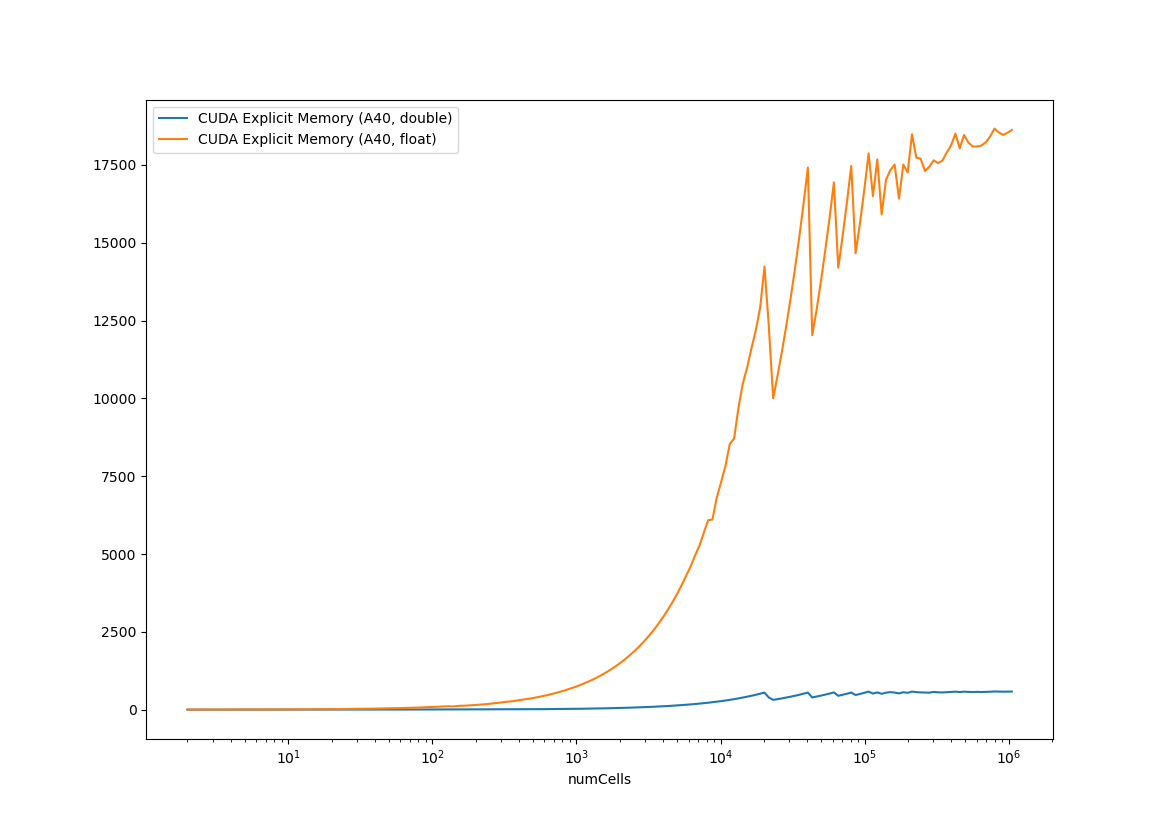 CUDA Explicit Memory (A40, double)
CUDA Explicit Memory (A40, float)
17500
15000
12500
10000
7500
5000
2500
0
10¹ 10² 10³ 10⁴ 10⁵ 10⁶
numCells